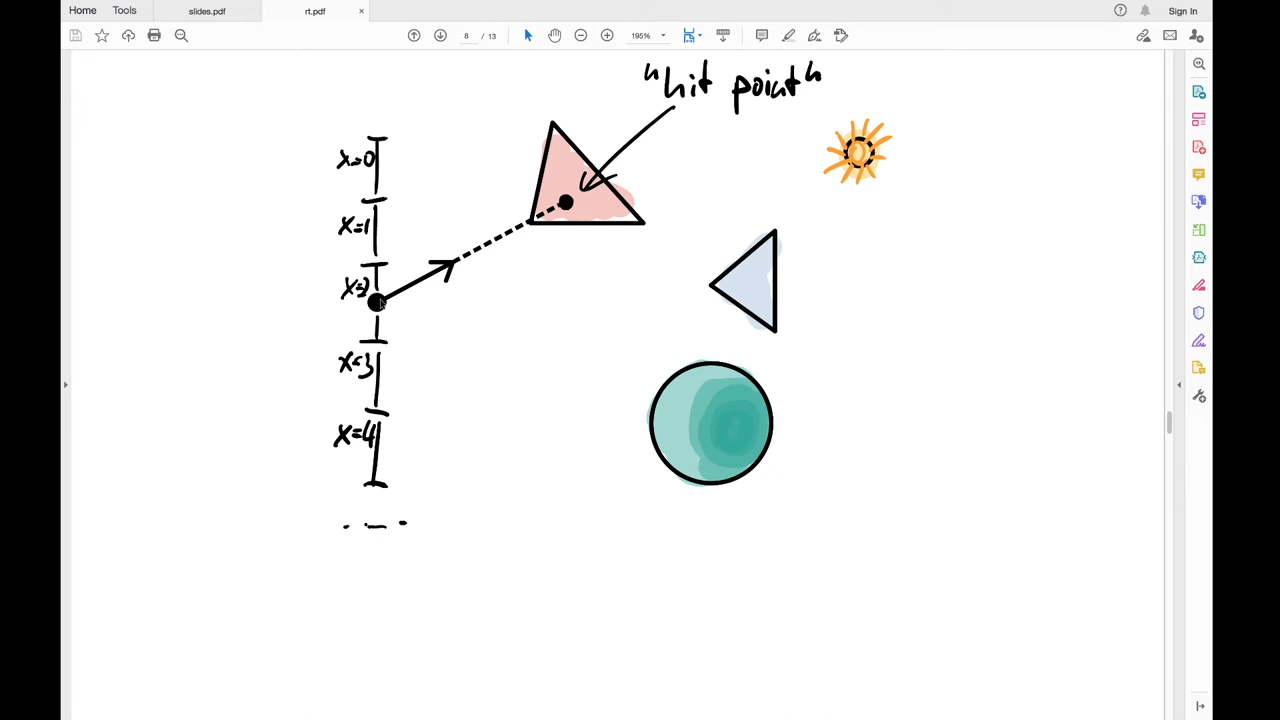 Home Tools slides.pdf rt.pdf × Sign In
8 / 13 195%
"hit point"
x=0
x=1
x=2
x=3
x=4